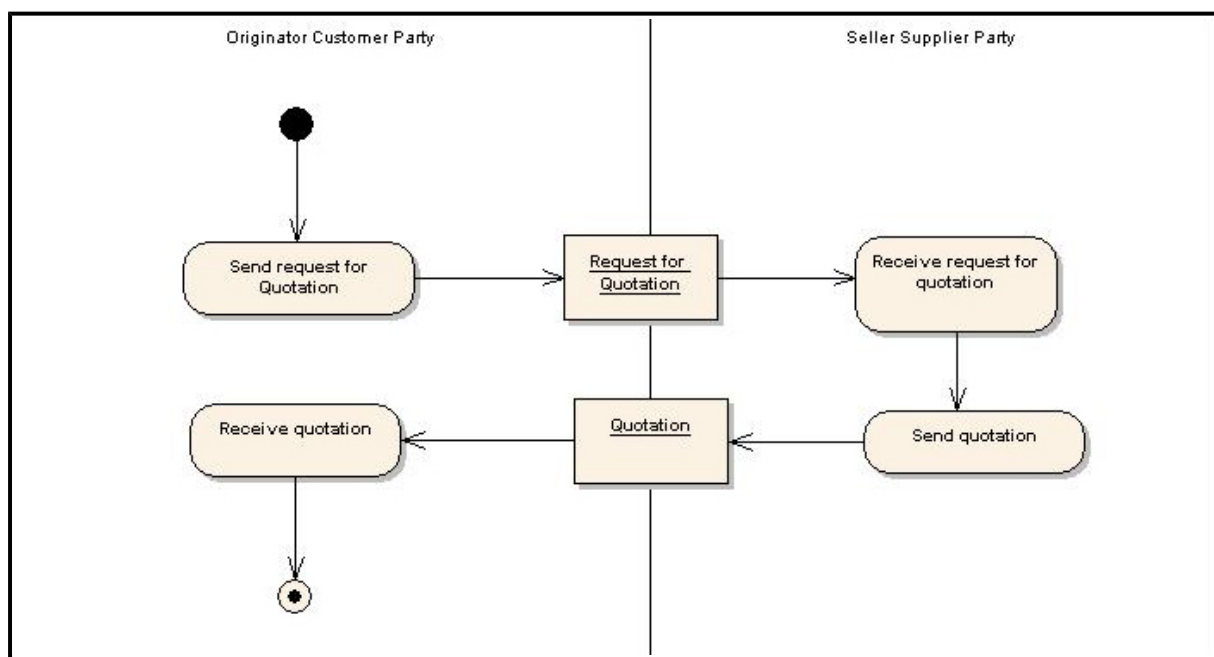 Originator Customer Party
Seller Supplier Party
Send request for
Quotation
Request for
Quotation
Receive request for
quotation
Receive quotation
Quotation
Send quotation